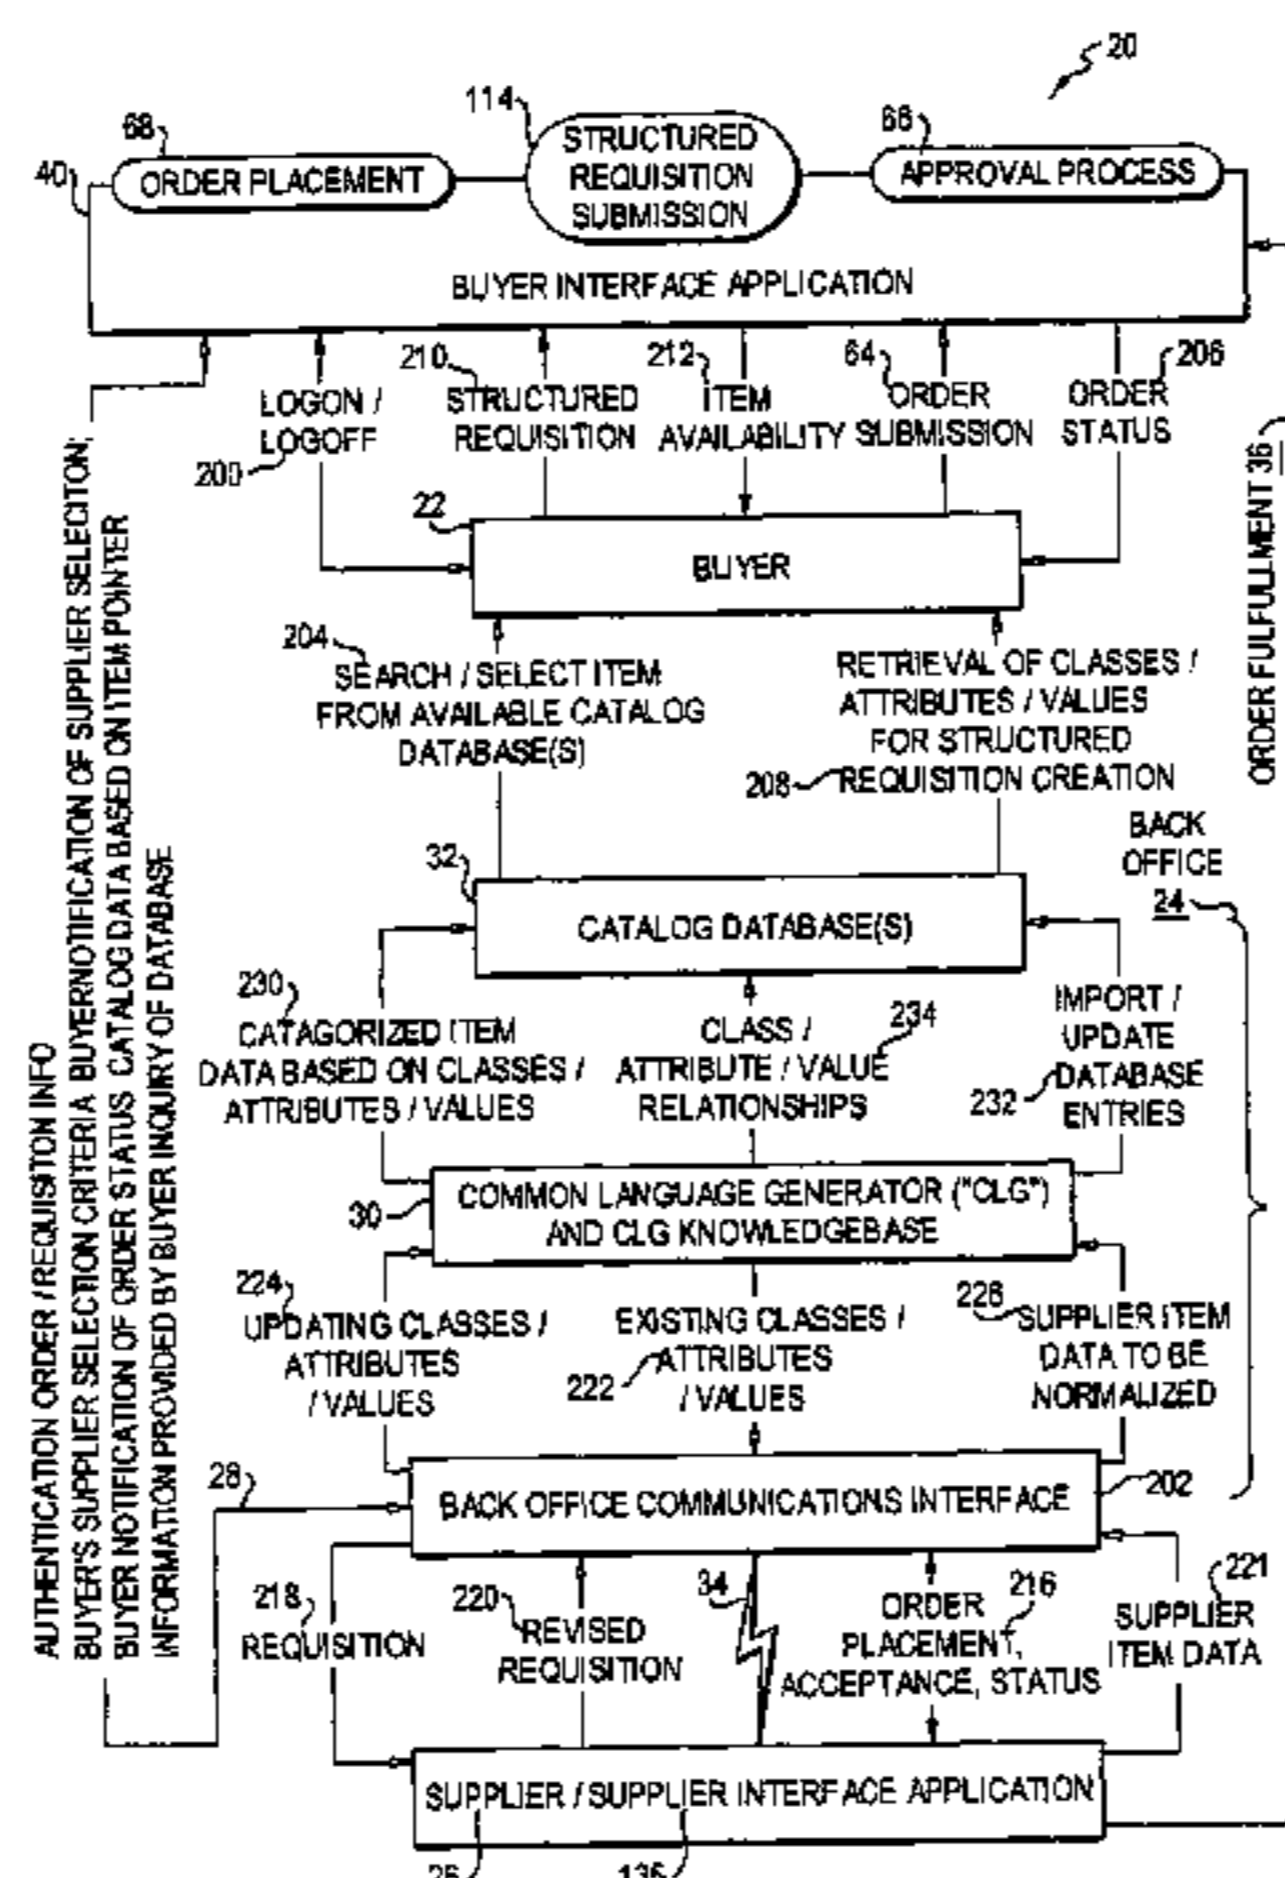 20
114
68
66
40
ORDER PLACEMENT
STRUCTURED
REQUISITION
SUBMISSION
APPROVAL PROCESS
BUYER INTERFACE APPLICATION
210
212
64
206
LOGON /
LOGOFF
200
STRUCTURED
REQUISITION
ITEM
AVAILABILITY
ORDER
SUBMISSION
ORDER
STATUS
ORDER FULFULLMENT 36
22
BUYER
204
SEARCH / SELECT ITEM
FROM AVAILABLE CATALOG
DATABASE(S)
RETRIEVAL OF CLASSES /
ATTRIBUTES / VALUES
FOR STRUCTURED
208 REQUISITION CREATION
BACK
OFFICE
24
32
CATALOG DATABASE(S)
230
CATAGORIZED ITEM
DATA BASED ON CLASSES /
ATTRIBUTES / VALUES
CLASS /
ATTRIBUTE / VALUE
RELATIONSHIPS
234
IMPORT /
UPDATE
DATABASE
ENTRIES
232
30
COMMON LANGUAGE GENERATOR ("CLG")
AND CLG KNOWLEDGEBASE
224
UPDATING CLASSES /
ATTRIBUTES
/ VALUES
EXISTING CLASSES /
ATTRIBUTES
/ VALUES
222
226
SUPPLIER ITEM
DATA TO BE
NORMALIZED
28
BACK OFFICE COMMUNICATIONS INTERFACE
202
218
REQUISITION
220
REVISED
REQUISITION
34
ORDER
PLACEMENT,
ACCEPTANCE, STATUS
216
221
SUPPLIER
ITEM DATA
SUPPLIER / SUPPLIER INTERFACE APPLICATION
26
135
AUTHENTICATION ORDER / REQUISITON INFO
BUYER'S SUPPLIER SELECTION CRITERIA BUYERNOTIFICATION OF SUPPLIER SELECITON;
BUYER NOTIFICATION OF ORDER STATUS CATALOG DATA BASED ON ITEM POINTER
INFORMATION PROVIDED BY BUYER INQUIRY OF DATABASE